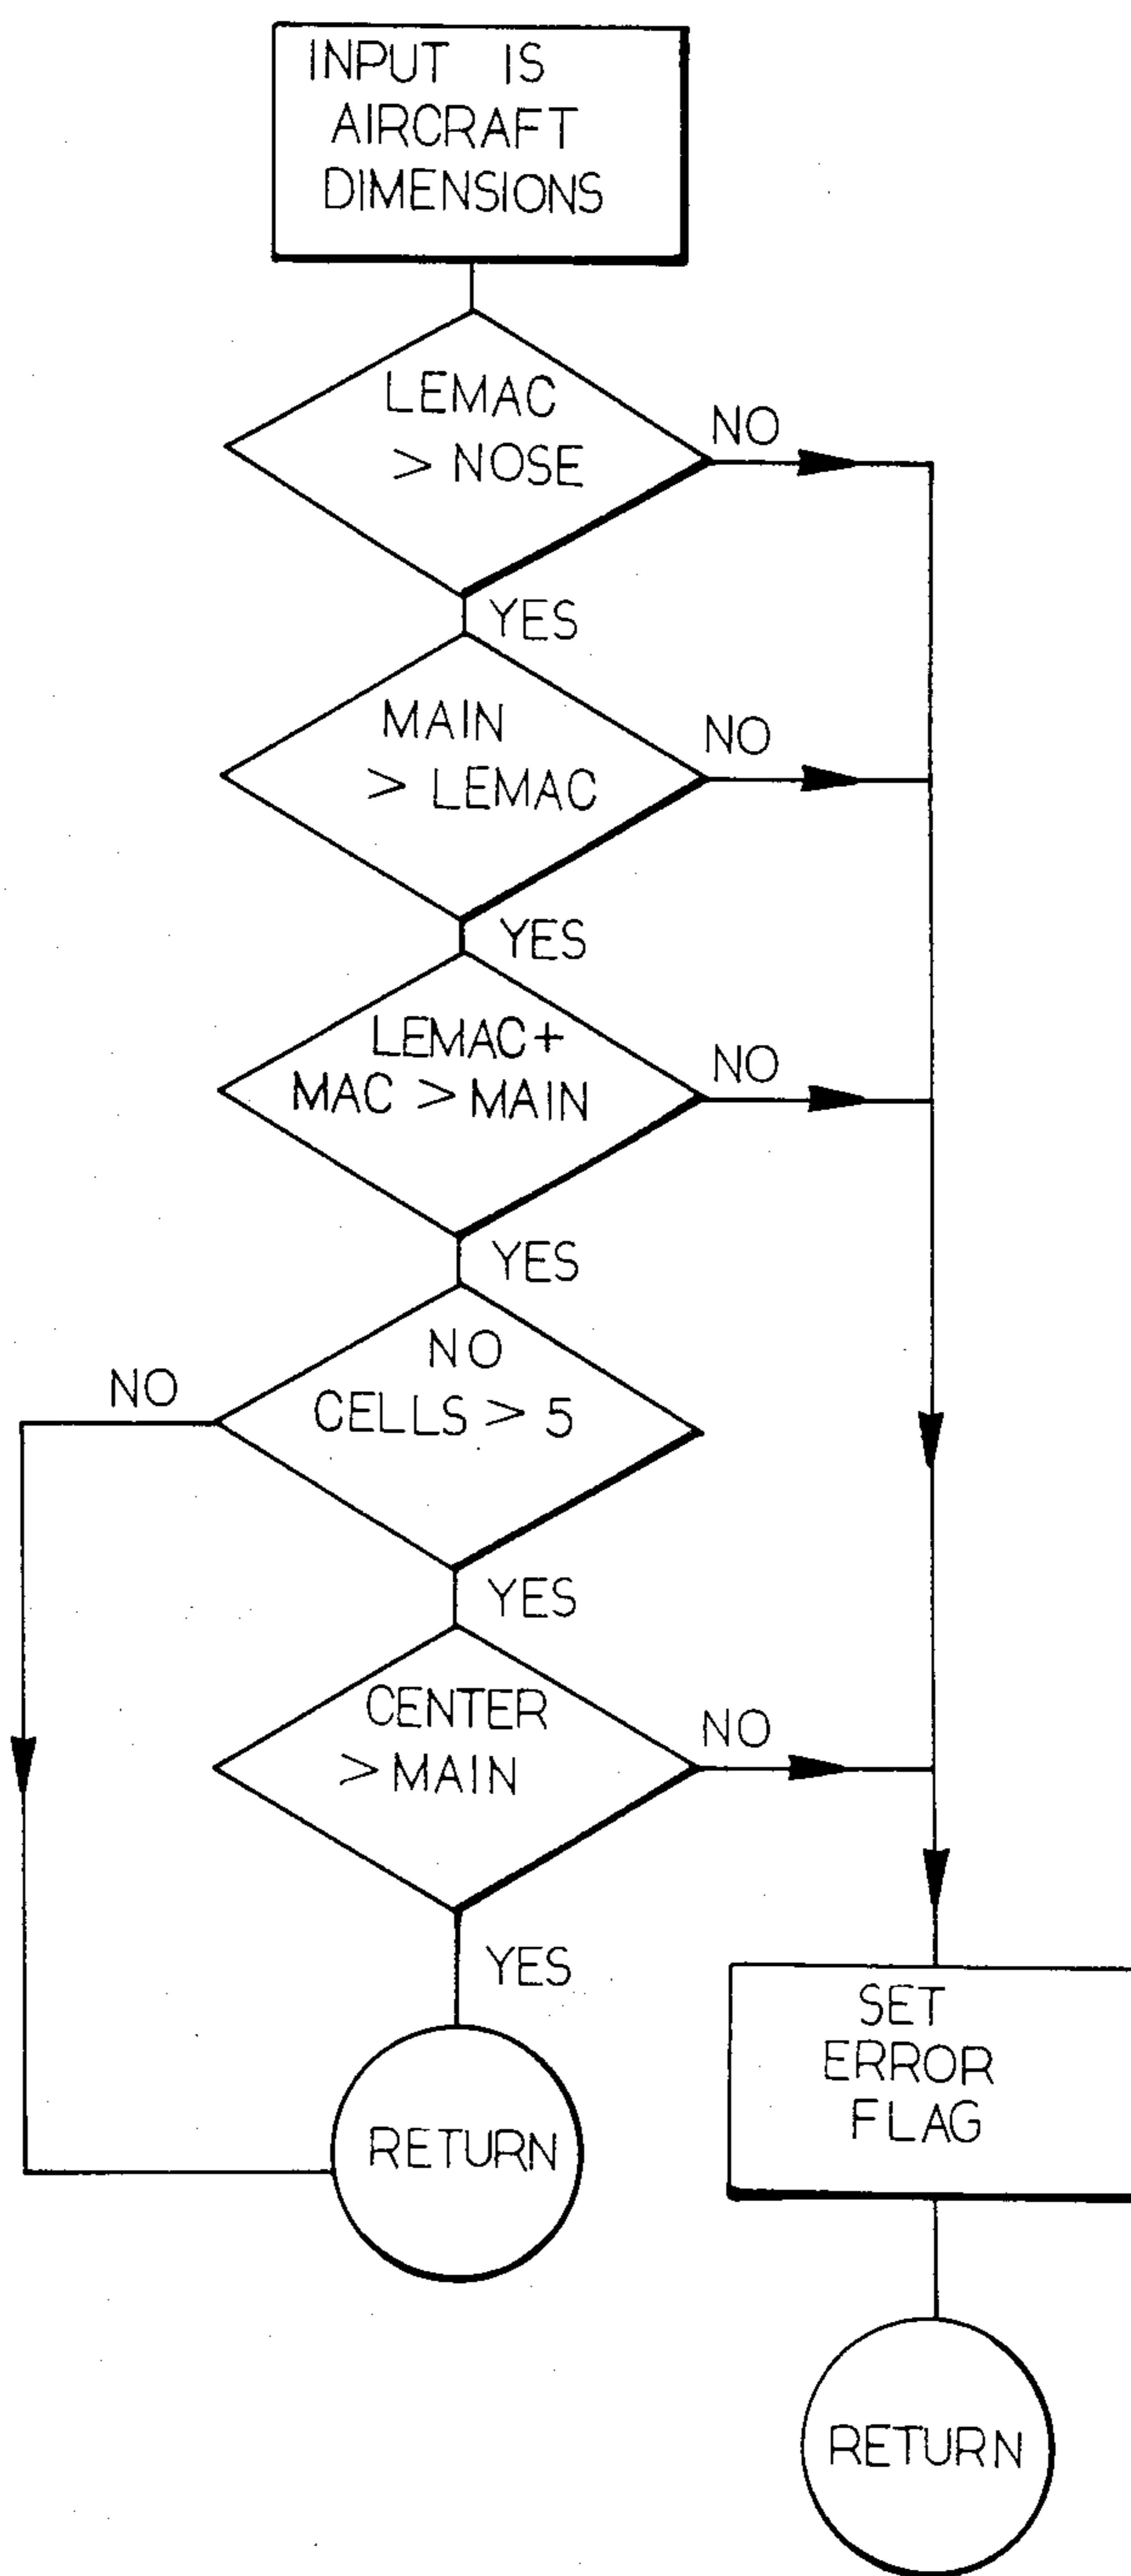 INPUT IS
AIRCRAFT
DIMENSIONS
LEMAC
> NOSE
NO
YES
MAIN
> LEMAC
NO
YES
LEMAC+
MAC > MAIN
NO
YES
NO
CELLS > 5
NO
YES
CENTER
> MAIN
NO
YES
RETURN
SET
ERROR
FLAG
RETURN